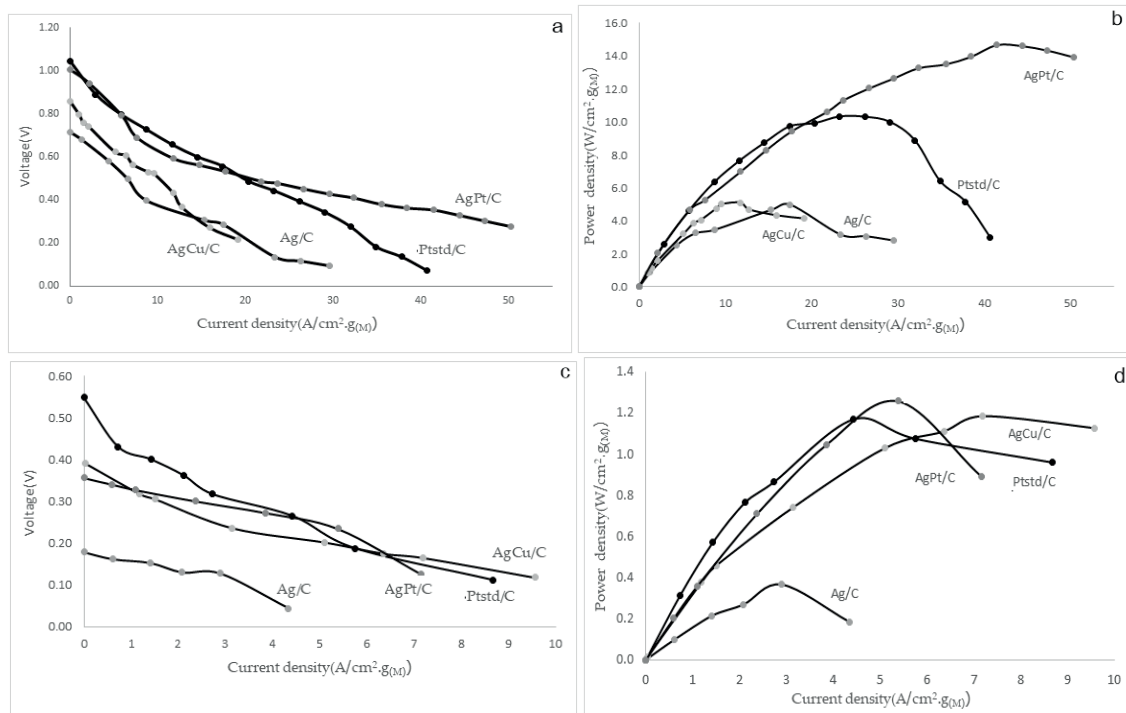 a
1.20
1.00
0.80
0.60
0.40
0.20
0.00
Voltage(V)
0 10 20 30 40 50
Current density(A/cm².g(M))
AgPt/C
Ptstd/C
Ag/C
AgCu/C
b
16.0
14.0
12.0
10.0
8.0
6.0
4.0
2.0
0.0
Power density(W/cm².g(M))
0 10 20 30 40 50
Current density(A/cm².g(M))
AgPt/C
Ptstd/C
Ag/C
AgCu/C
c
0.60
0.50
0.40
0.30
0.20
0.10
0.00
Voltage(V)
0 1 2 3 4 5 6 7 8 9 10
Current density(A/cm².g(M))
AgCu/C
Ag/C
AgPt/C
Ptstd/C
d
1.4
1.2
1.0
0.8
0.6
0.4
0.2
0.0
Power density(W/cm².g(M))
0 1 2 3 4 5 6 7 8 9 10
Current density(A/cm².g(M))
AgCu/C
AgPt/C
Ptstd/C
Ag/C